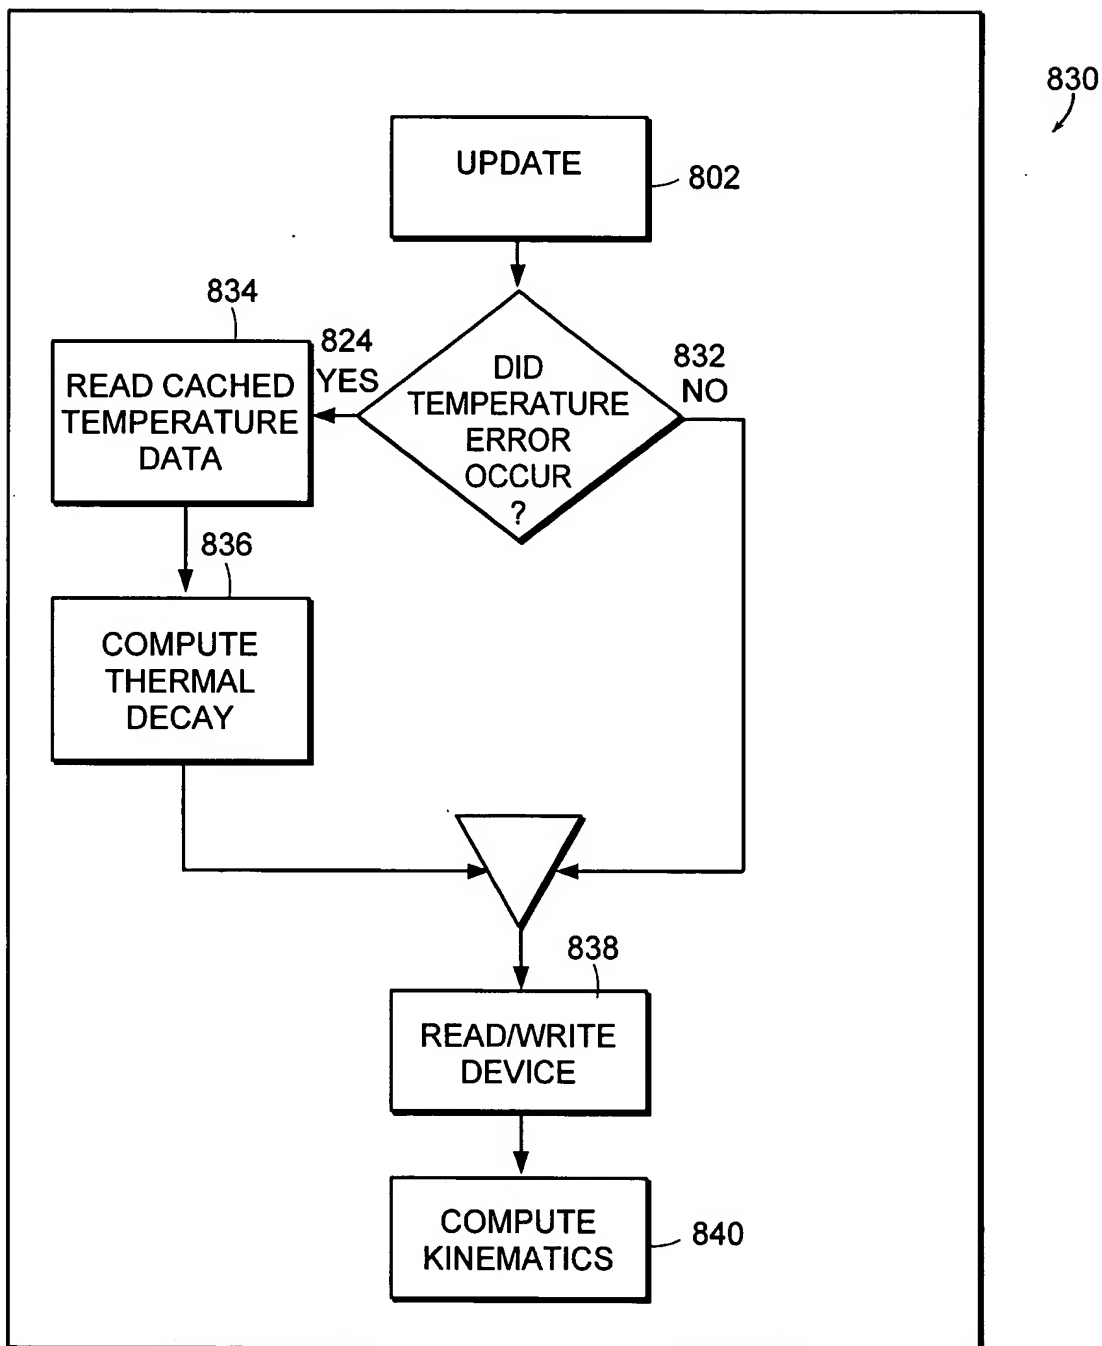 830
UPDATE
802
834
824
YES
832
NO
DID
TEMPERATURE
ERROR
OCCUR
?
READ CACHED
TEMPERATURE
DATA
836
COMPUTE
THERMAL
DECAY
838
READ/WRITE
DEVICE
COMPUTE
KINEMATICS
840